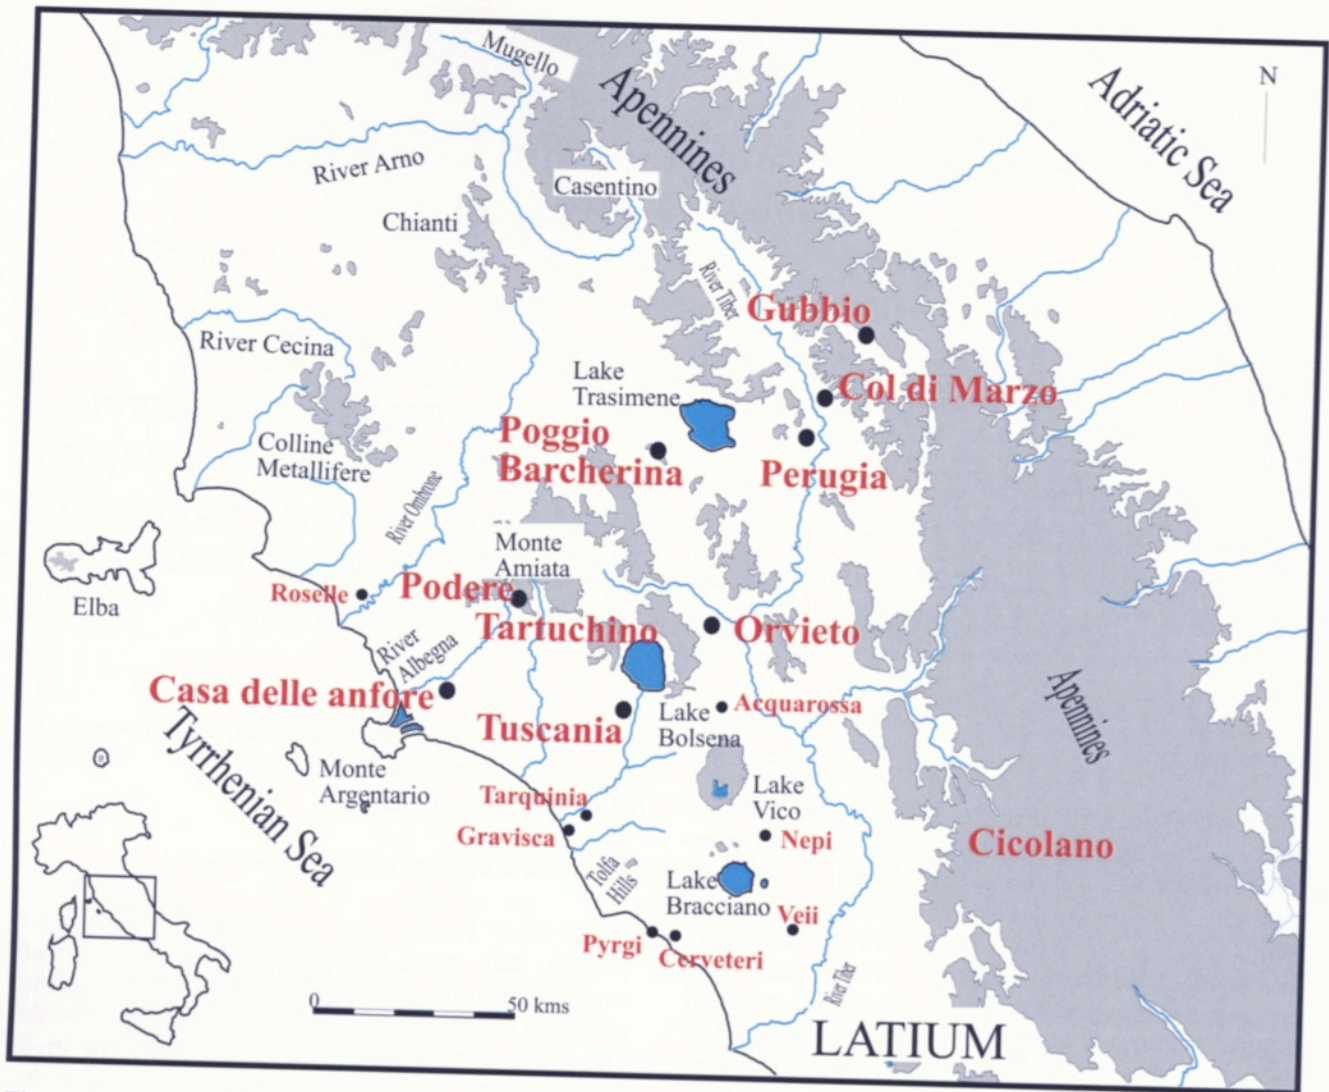 Mugello
Apennines
Adriatic Sea
N
River Arno
Casentino
Chianti
River Tiber
Gubbio
River Cecina
Lake
Trasimene
Col di Marzo
Poggio
Barcherina
Perugia
Colline
Metallifere
River Ombrone
Monte
Amiata
Elba
Roselle
Podere
Tartuchino
Orvieto
River
Albegna
Casa delle anfore
Acquarossa
Tuscania
Lake
Bolsena
Apennines
Tyrrhenian Sea
Monte
Argentario
Tarquinia
Gravisca
Lake
Vico
Nepi
Cicolano
Tolfa
Hills
Lake
Bracciano
Veii
Pyrgi
Cerveteri
River Tiber
0
50 kms
LATIUM